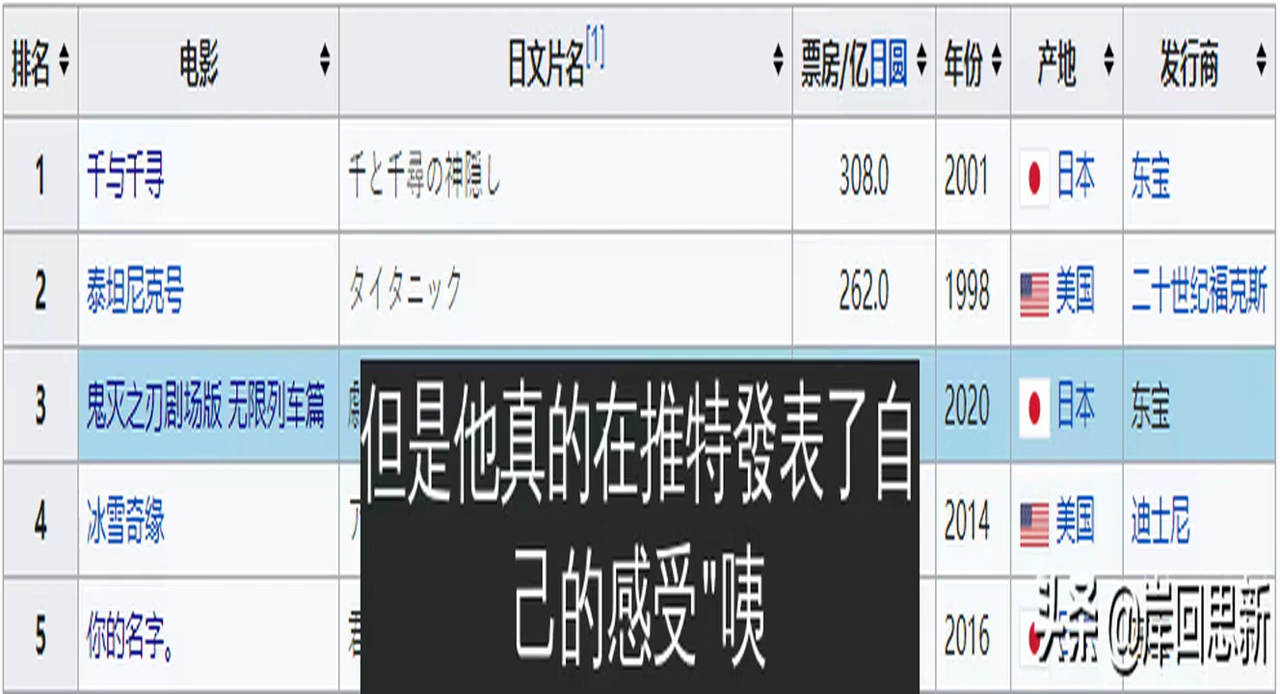 排名 电影 日文片名[1] 票房/亿日圆 年份 产地 发行商
1 千与千寻 千と千尋の神隠し 308.0 2001 日本 东宝
2 泰坦尼克号 タイタニック 262.0 1998 美国 二十世纪福克斯
3 鬼灭之刃剧场版 无限列车篇 2020 日本 东宝
但是他真的在推特發表了自
4 冰雪奇缘 2014 美国 迪士尼
己的感受"咦
5 你的名字。 君 2016
头条 @岸回思新